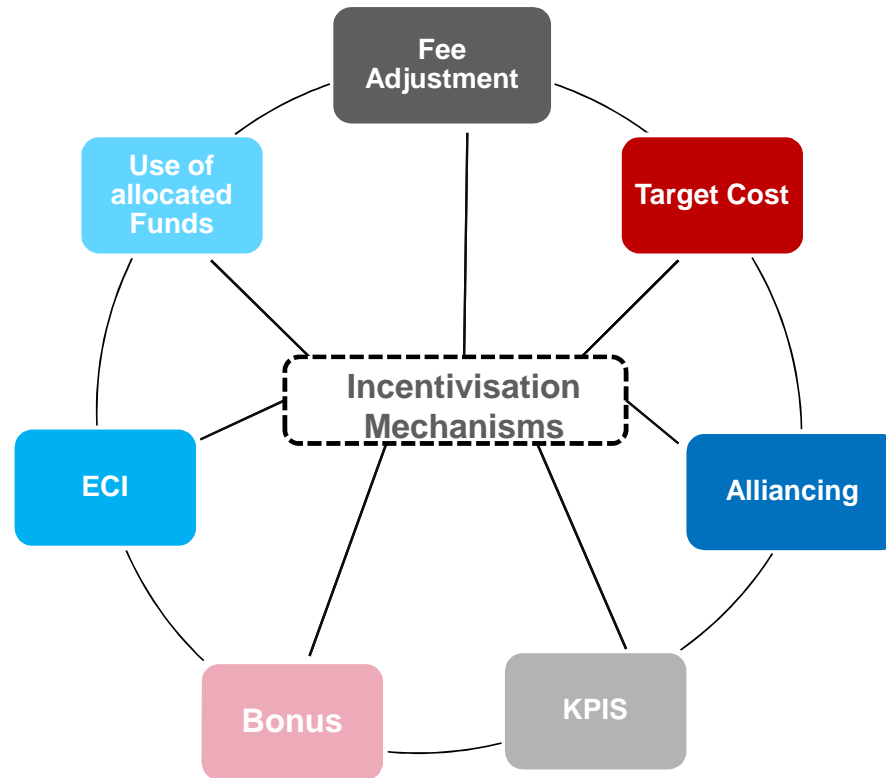 Fee
Adjustment
Use of
allocated
Funds
Target Cost
Incentivisation
Mechanisms
ECI
Alliancing
Bonus
KPIS